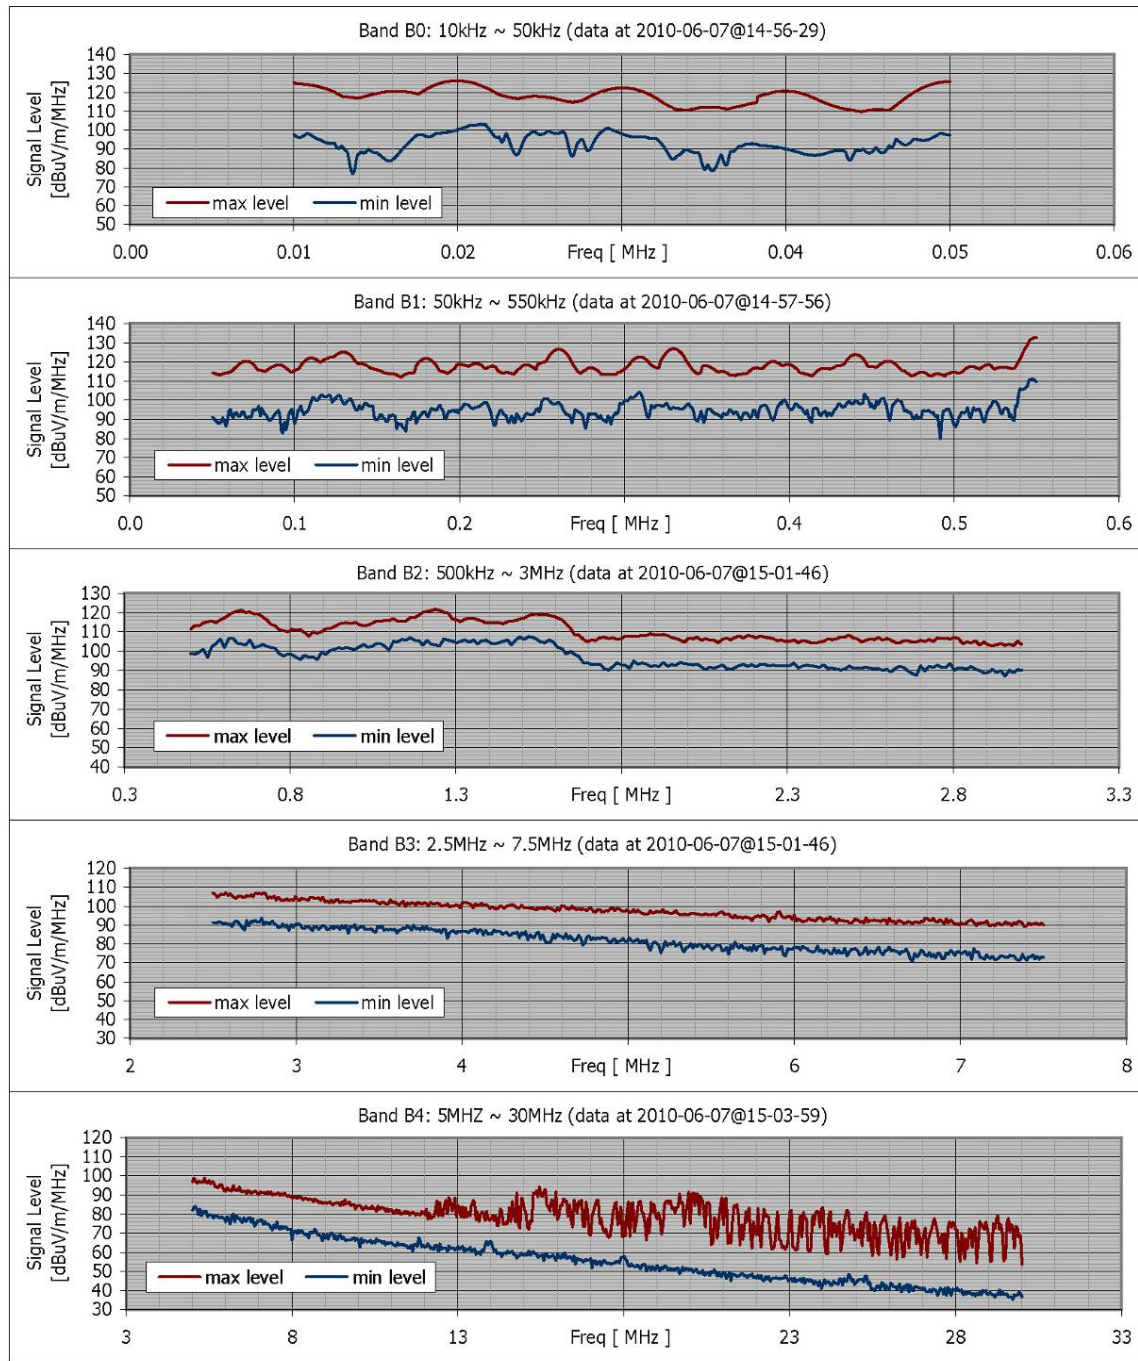 Band B0: 10kHz ~ 50kHz (data at 2010-06-07@14-56-29)
Signal Level
[dBuV/m/MHz]
140
130
120
110
100
90
80
70
60
50
max level min level
0.00 0.01 0.02 Freq [ MHz ] 0.04 0.05 0.06
Band B1: 50kHz ~ 550kHz (data at 2010-06-07@14-57-56)
Signal Level
[dBuV/m/MHz]
140
130
120
110
100
90
80
70
60
50
max level min level
0.0 0.1 0.2 Freq [ MHz ] 0.4 0.5 0.6
Band B2: 500kHz ~ 3MHz (data at 2010-06-07@15-01-46)
Signal Level
[dBuV/m/MHz]
130
120
110
100
90
80
70
60
50
40
max level min level
0.3 0.8 1.3 Freq [ MHz ] 2.3 2.8 3.3
Band B3: 2.5MHz ~ 7.5MHz (data at 2010-06-07@15-01-46)
Signal Level
[dBuV/m/MHz]
120
110
100
90
80
70
60
50
40
30
max level min level
2 3 4 Freq [ MHz ] 6 7 8
Band B4: 5MHZ ~ 30MHz (data at 2010-06-07@15-03-59)
Signal Level
[dBuV/m/MHz]
120
110
100
90
80
70
60
50
40
30
max level min level
3 8 13 Freq [ MHz ] 23 28 33